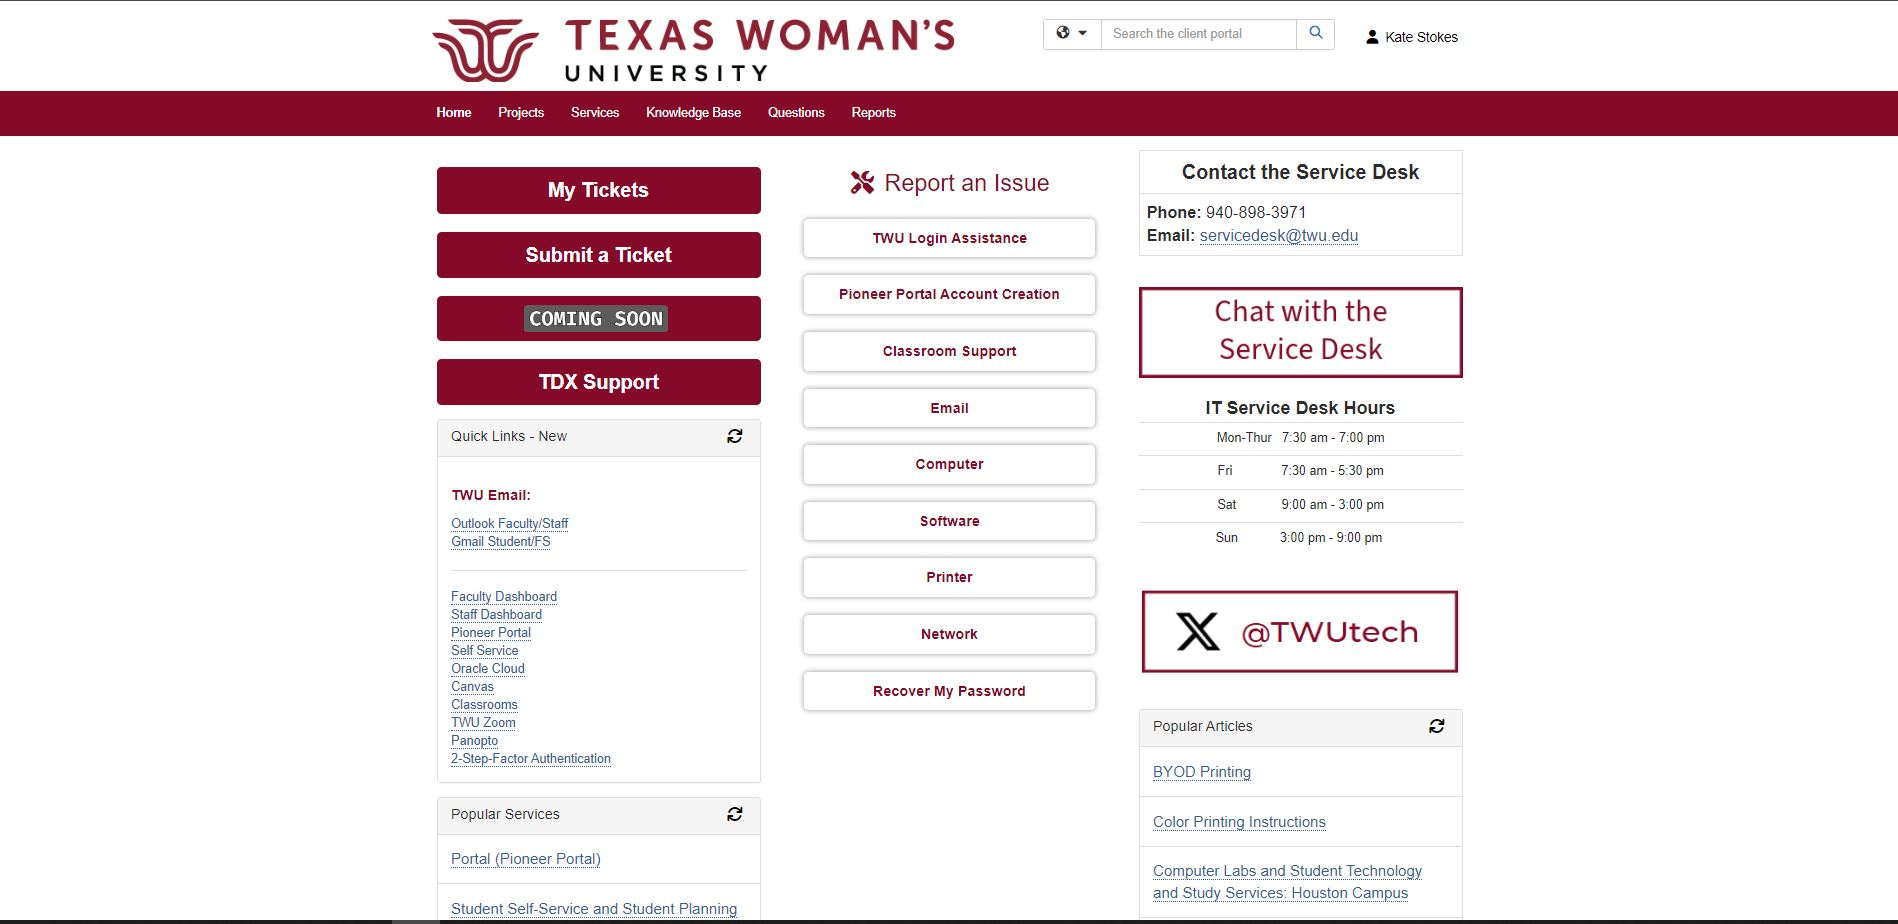 TEXAS WOMAN'S
UNIVERSITY
Search the client portal
Kate Stokes
Home Projects Services Knowledge Base Questions Reports
My Tickets
Submit a Ticket
COMING SOON
TDX Support
Quick Links - New
TWU Email:
Outlook Faculty/Staff
Gmail Student/FS
Faculty Dashboard
Staff Dashboard
Pioneer Portal
Self Service
Oracle Cloud
Canvas
Classrooms
TWU Zoom
Panopto
2-Step-Factor Authentication
Popular Services
Portal (Pioneer Portal)
Student Self-Service and Student Planning
Report an Issue
TWU Login Assistance
Pioneer Portal Account Creation
Classroom Support
Email
Computer
Software
Printer
Network
Recover My Password
Contact the Service Desk
Phone: 940-898-3971
Email: servicedesk@twu.edu
Chat with the
Service Desk
IT Service Desk Hours
Mon-Thur 7:30 am - 7:00 pm
Fri 7:30 am - 5:30 pm
Sat 9:00 am - 3:00 pm
Sun 3:00 pm - 9:00 pm
X @TWUtech
Popular Articles
BYOD Printing
Color Printing Instructions
Computer Labs and Student Technology
and Study Services: Houston Campus